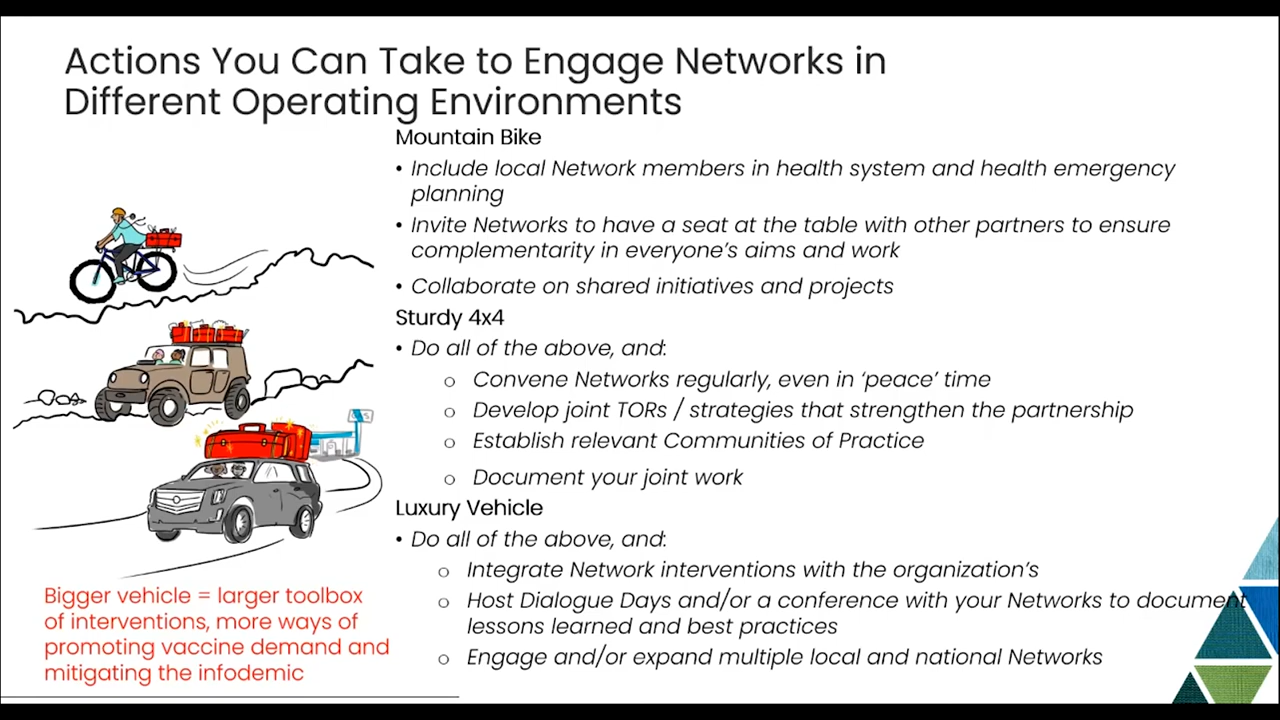 Actions You Can Take to Engage Networks in
Different Operating Environments
Mountain Bike
• Include local Network members in health system and health emergency
planning
• Invite Networks to have a seat at the table with other partners to ensure
complementarity in everyone's aims and work
• Collaborate on shared initiatives and projects
Sturdy 4x4
• Do all of the above, and:
o Convene Networks regularly, even in 'peace' time
o Develop joint TORs / strategies that strengthen the partnership
o Establish relevant Communities of Practice
o Document your joint work
Luxury Vehicle
• Do all of the above, and:
o Integrate Network interventions with the organization's
o Host Dialogue Days and/or a conference with your Networks to document
lessons learned and best practices
o Engage and/or expand multiple local and national Networks
Bigger vehicle = larger toolbox
of interventions, more ways of
promoting vaccine demand and
mitigating the infodemic